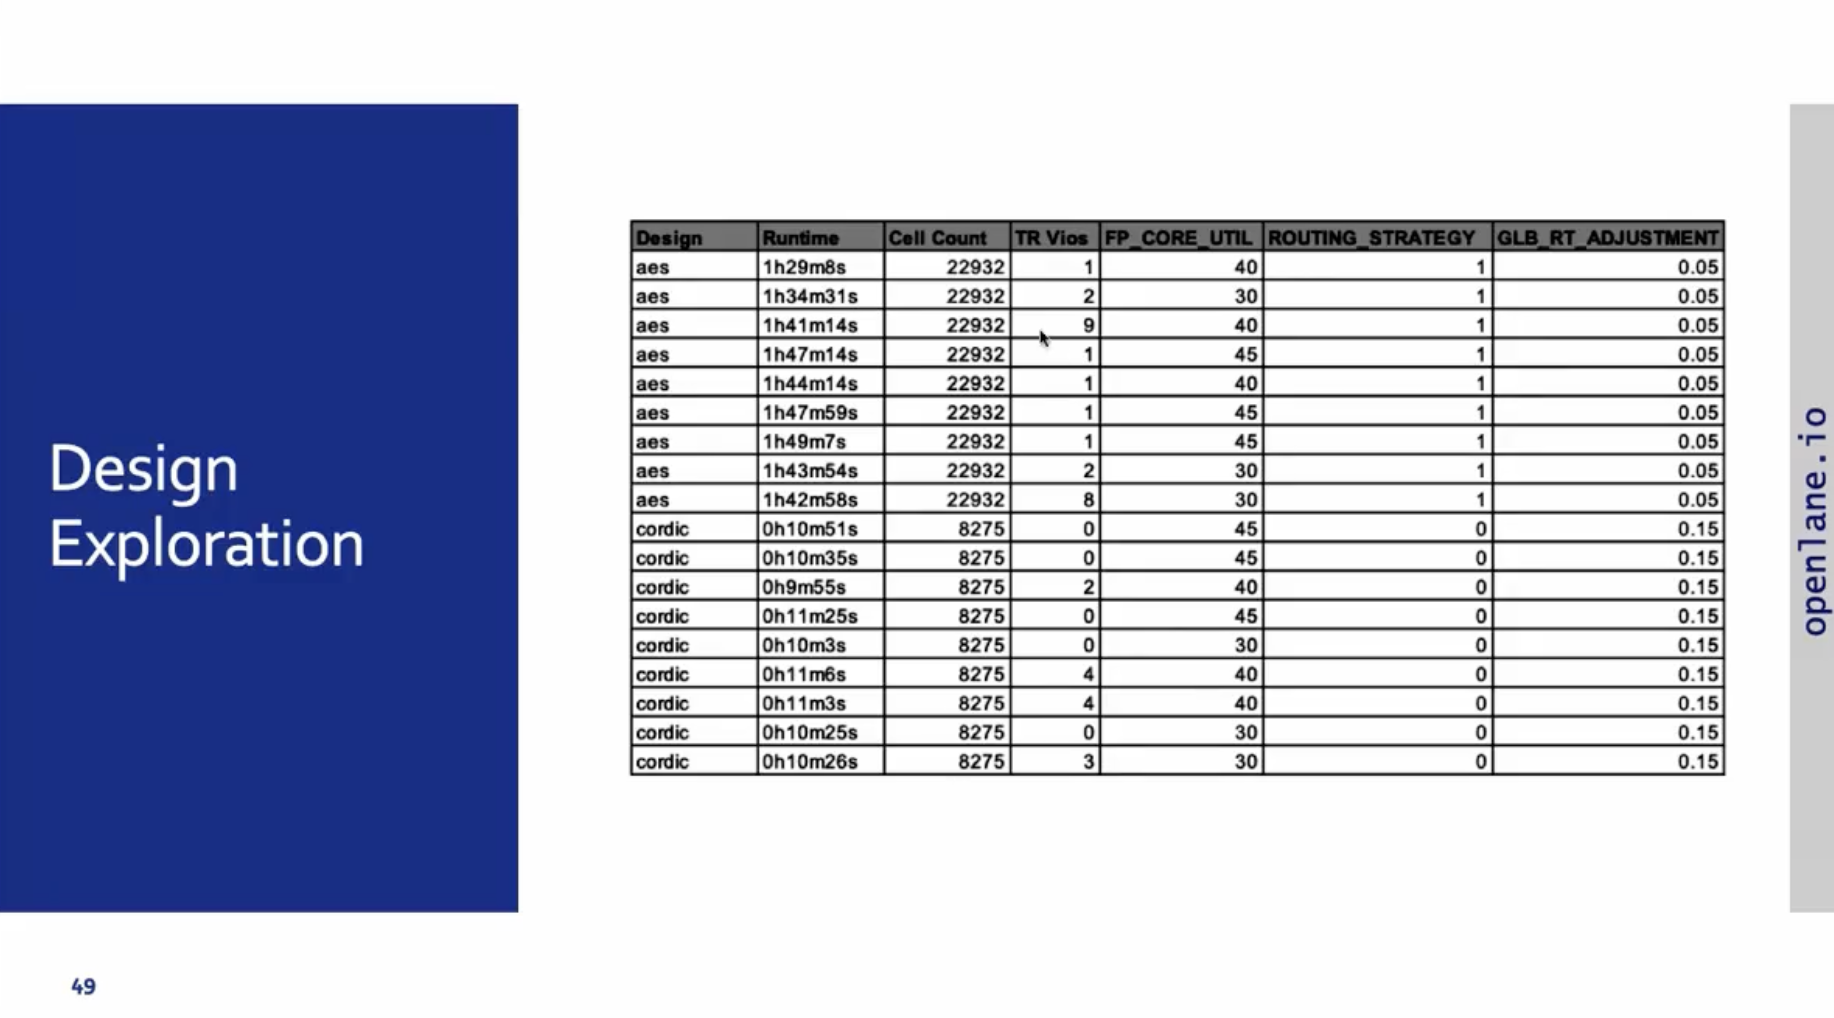 Design
Exploration
Design Runtime Cell Count TR Vios FP_CORE_UTIL ROUTING_STRATEGY GLB_RT_ADJUSTMENT
aes 1h29m8s 22932 1 40 1 0.05
aes 1h34m31s 22932 2 30 1 0.05
aes 1h41m14s 22932 9 40 1 0.05
aes 1h47m14s 22932 1 45 1 0.05
aes 1h44m14s 22932 1 40 1 0.05
aes 1h47m59s 22932 1 45 1 0.05
aes 1h49m7s 22932 1 45 1 0.05
aes 1h43m54s 22932 2 30 1 0.05
aes 1h42m58s 22932 8 30 1 0.05
cordic 0h10m51s 8275 0 45 0 0.15
cordic 0h10m35s 8275 0 45 0 0.15
cordic 0h9m55s 8275 2 40 0 0.15
cordic 0h11m25s 8275 0 45 0 0.15
cordic 0h10m3s 8275 0 30 0 0.15
cordic 0h11m6s 8275 4 40 0 0.15
cordic 0h11m3s 8275 4 40 0 0.15
cordic 0h10m25s 8275 0 30 0 0.15
cordic 0h10m26s 8275 3 30 0 0.15
openlane.io
49